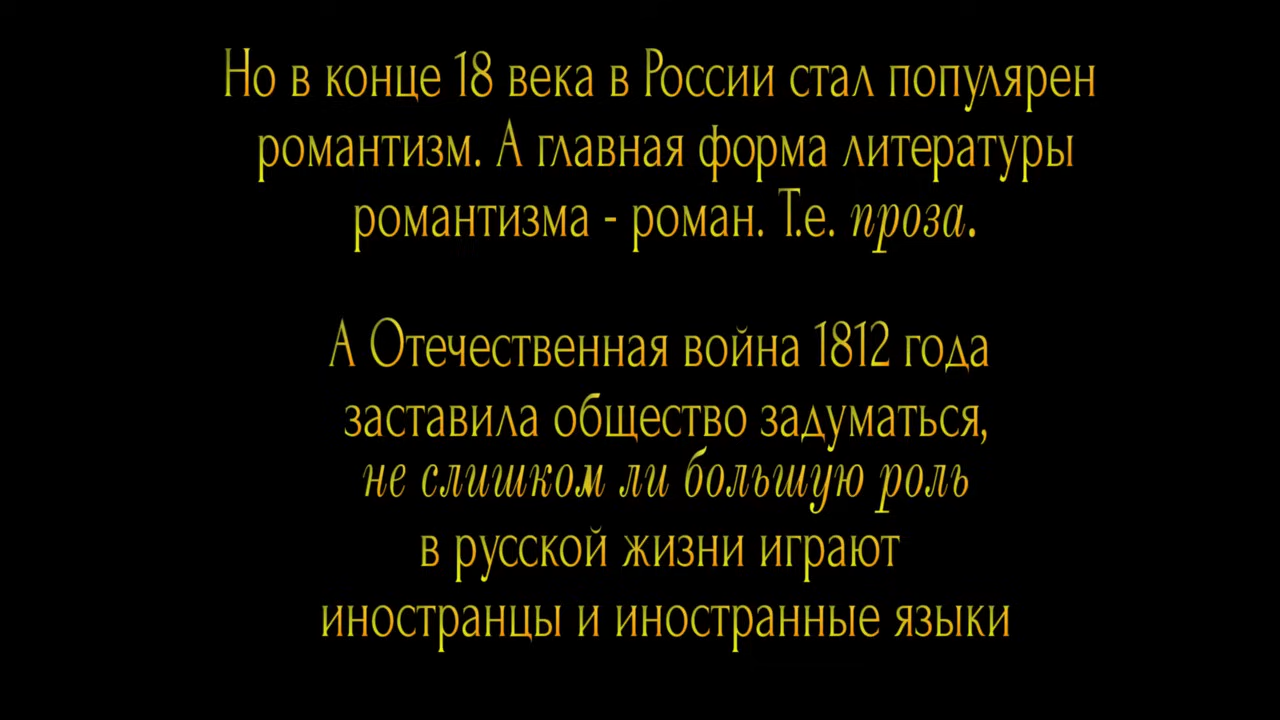 Но в конце 18 века в России стал популярен
романтизм. А главная форма литературы
романтизма - роман. Т.е. проза.
А Отечественная война 1812 года
заставила общество задуматься,
не слишком ли большую роль
в русской жизни играют
иностранцы и иностранные языки